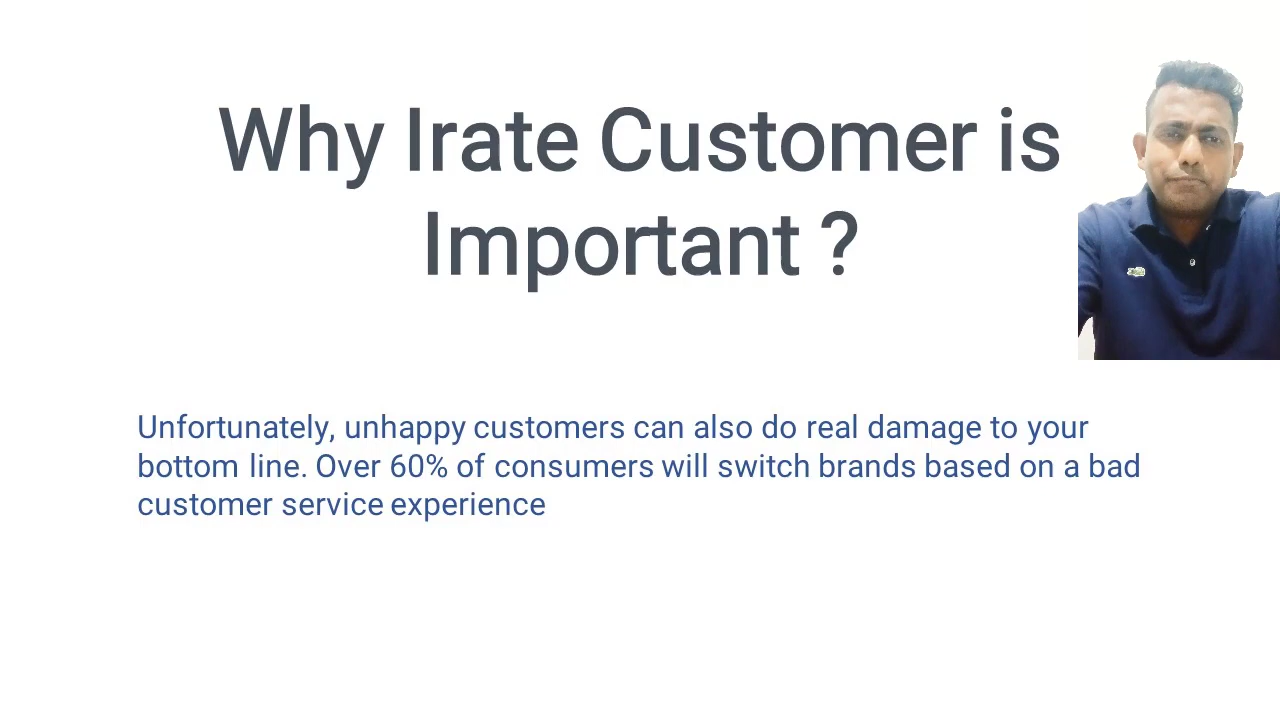 Why Irate Customer is
Important ?
Unfortunately, unhappy customers can also do real damage to your
bottom line. Over 60% of consumers will switch brands based on a bad
customer service experience